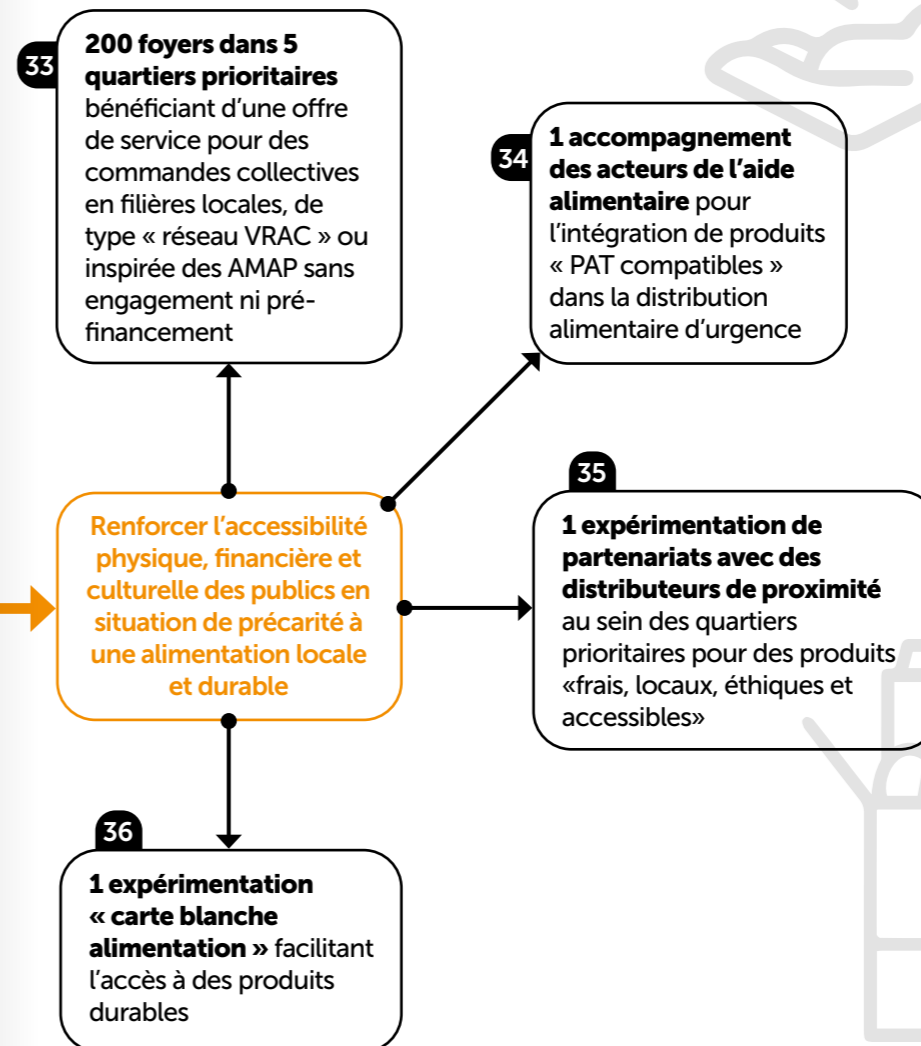 33
200 foyers dans 5
quartiers prioritaires
bénéficiant d'une offre
de service pour des
commandes collectives
en filières locales, de
type « réseau VRAC » ou
inspirée des AMAP sans
engagement ni pré-
financement
34
1 accompagnement
des acteurs de l'aide
alimentaire pour
l'intégration de produits
« PAT compatibles »
dans la distribution
alimentaire d'urgence
Renforcer l'accessibilité
physique, financière et
culturelle des publics en
situation de précarité à
une alimentation locale
et durable
35
1 expérimentation de
partenariats avec des
distributeurs de proximité
au sein des quartiers
prioritaires pour des produits
«frais, locaux, éthiques et
accessibles»
36
1 expérimentation
« carte blanche
alimentation » facilitant
l'accès à des produits
durables